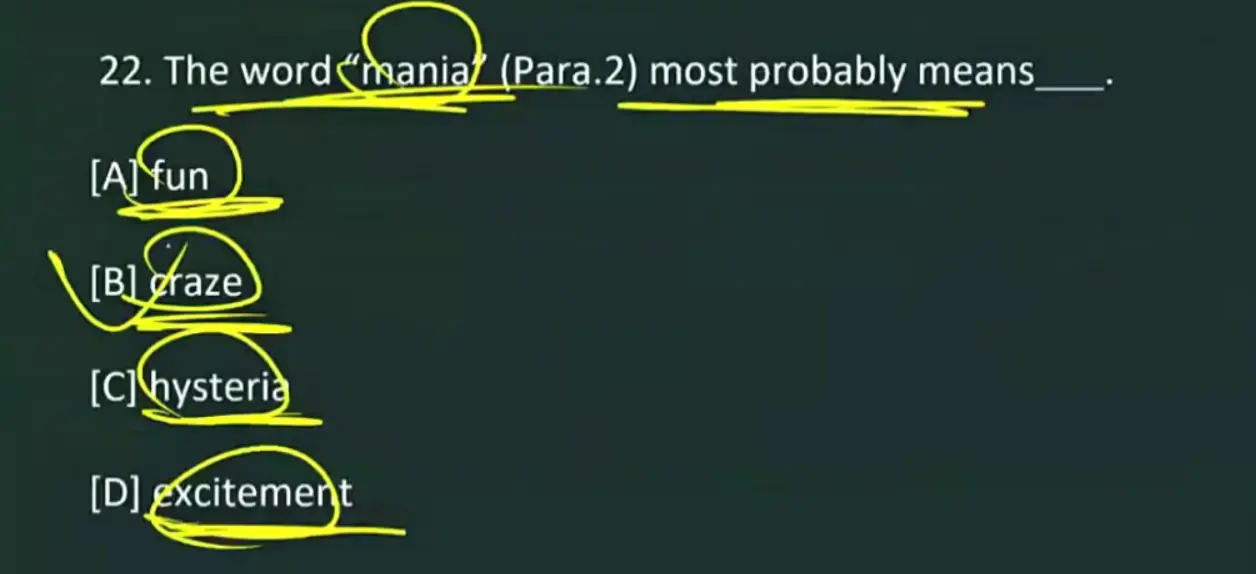 22. The word “mania” (Para.2) most probably means____.
[A] fun
[B] craze
[C] hysteria
[D] excitement